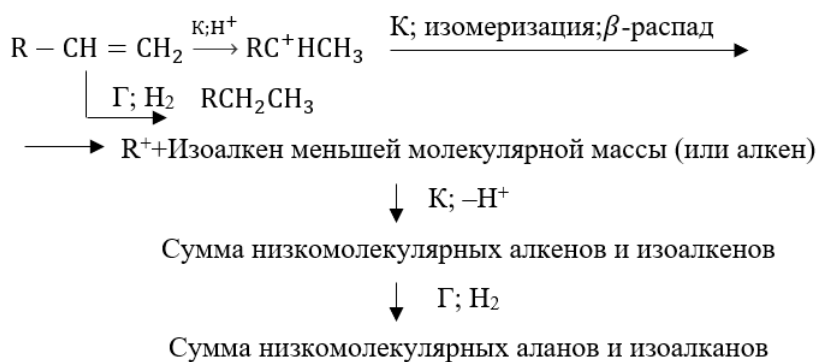 R − CH = CH₂ K;H⁺ RC⁺HCH₃ К; изомеризация;β-распад
Г; H₂ RCH₂CH₃
R⁺+Изоалкен меньшей молекулярной массы (или алкен)
К; –H⁺
Сумма низкомолекулярных алкенов и изоалкенов
Г; H₂
Сумма низкомолекулярных аланов и изоалканов